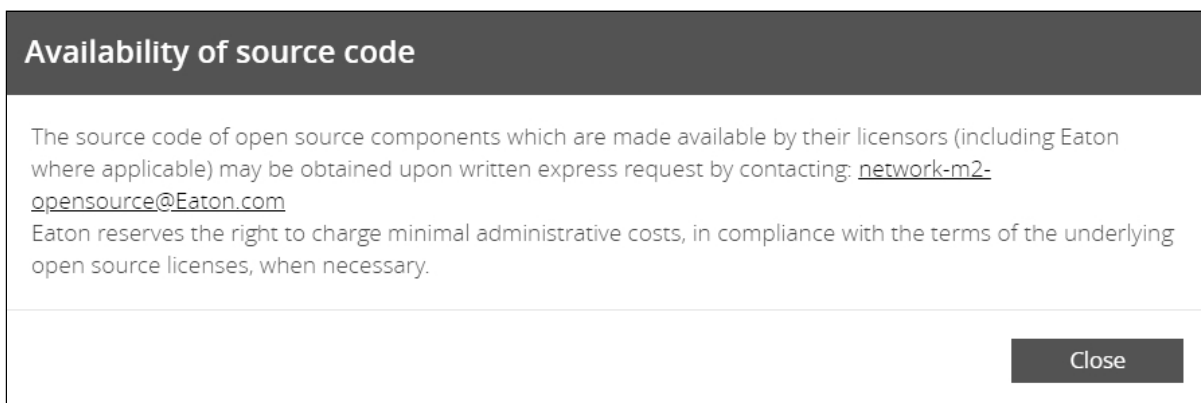 Availability of source code
The source code of open source components which are made available by their licensors (including Eaton
where applicable) may be obtained upon written express request by contacting: network-m2-
opensource@Eaton.com
Eaton reserves the right to charge minimal administrative costs, in compliance with the terms of the underlying
open source licenses, when necessary.
Close